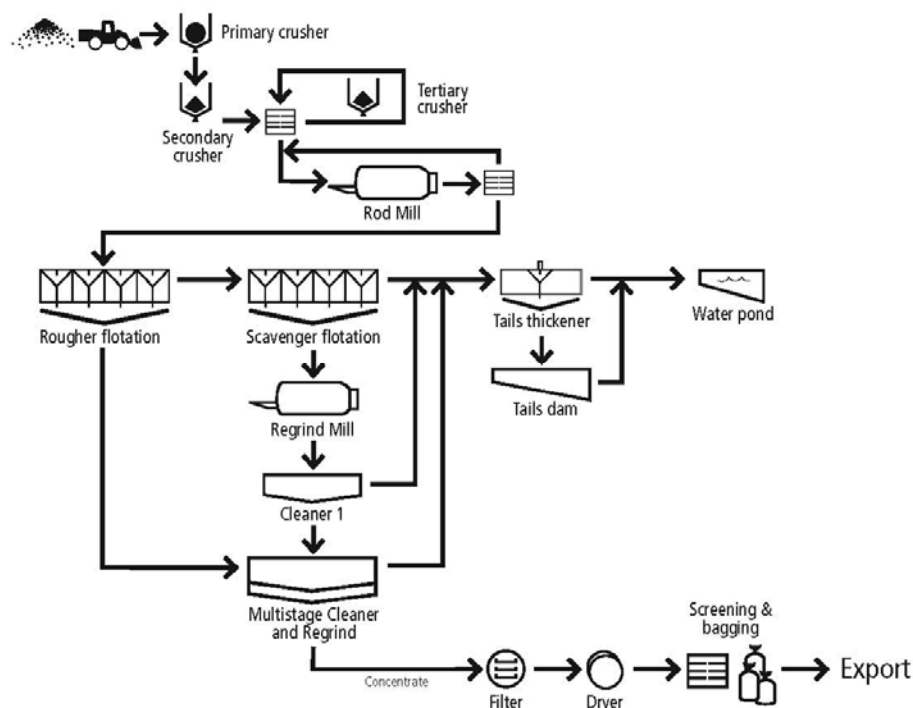 Primary crusher
Tertiary
crusher
Secondary
crusher
Rod Mill
Rougher flotation
Scavenger flotation
Tails thickener
Water pond
Tails dam
Regrind Mill
Cleaner 1
Multistage Cleaner
and Regrind
Screening &
bagging
Concentrate
Filter
Dryer
Export